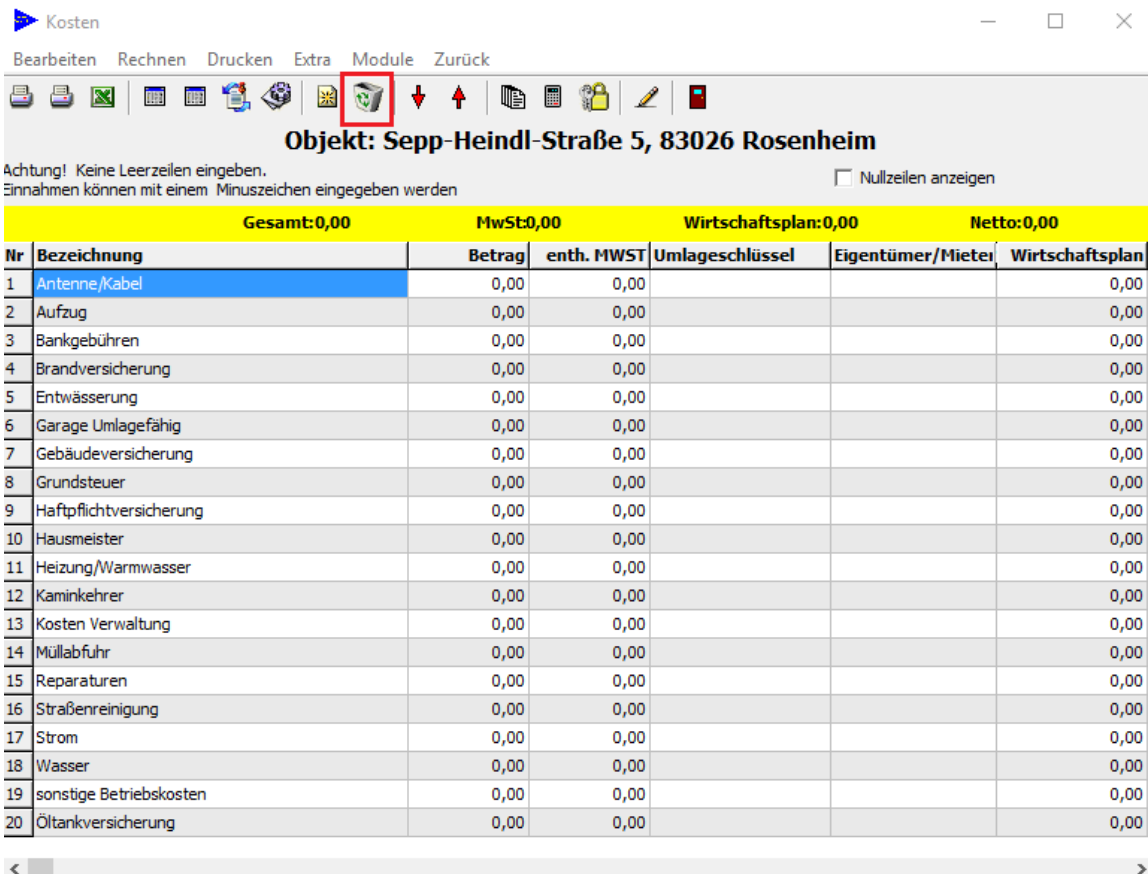 Kosten
Bearbeiten Rechnen Drucken Extra Module Zurück
Objekt: Sepp-Heindl-Straße 5, 83026 Rosenheim
Achtung! Keine Leerzeilen eingeben.
Einnahmen können mit einem Minuszeichen eingegeben werden
Nullzeilen anzeigen
Gesamt:0,00 MwSt:0,00 Wirtschaftsplan:0,00 Netto:0,00
Nr Bezeichnung Betrag enth. MWST Umlageschlüssel Eigentümer/Mieter Wirtschaftsplan
1 Antenne/Kabel 0,00 0,00 0,00
2 Aufzug 0,00 0,00 0,00
3 Bankgebühren 0,00 0,00 0,00
4 Brandversicherung 0,00 0,00 0,00
5 Entwässerung 0,00 0,00 0,00
6 Garage Umlagefähig 0,00 0,00 0,00
7 Gebäudeversicherung 0,00 0,00 0,00
8 Grundsteuer 0,00 0,00 0,00
9 Haftpflichtversicherung 0,00 0,00 0,00
10 Hausmeister 0,00 0,00 0,00
11 Heizung/Warmwasser 0,00 0,00 0,00
12 Kaminkehrer 0,00 0,00 0,00
13 Kosten Verwaltung 0,00 0,00 0,00
14 Müllabfuhr 0,00 0,00 0,00
15 Reparaturen 0,00 0,00 0,00
16 Straßenreinigung 0,00 0,00 0,00
17 Strom 0,00 0,00 0,00
18 Wasser 0,00 0,00 0,00
19 sonstige Betriebskosten 0,00 0,00 0,00
20 Öltankversicherung 0,00 0,00 0,00